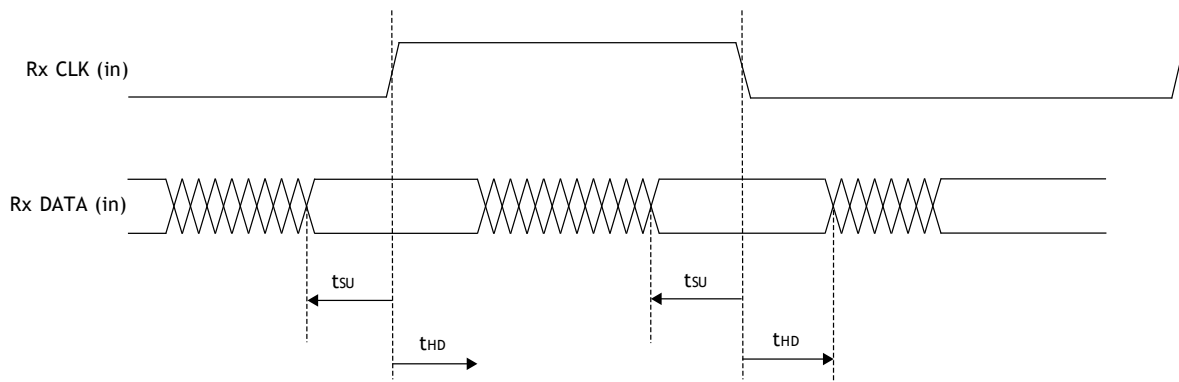 Rx CLK (in)
Rx DATA (in)
tSU
tSU
tHD
tHD